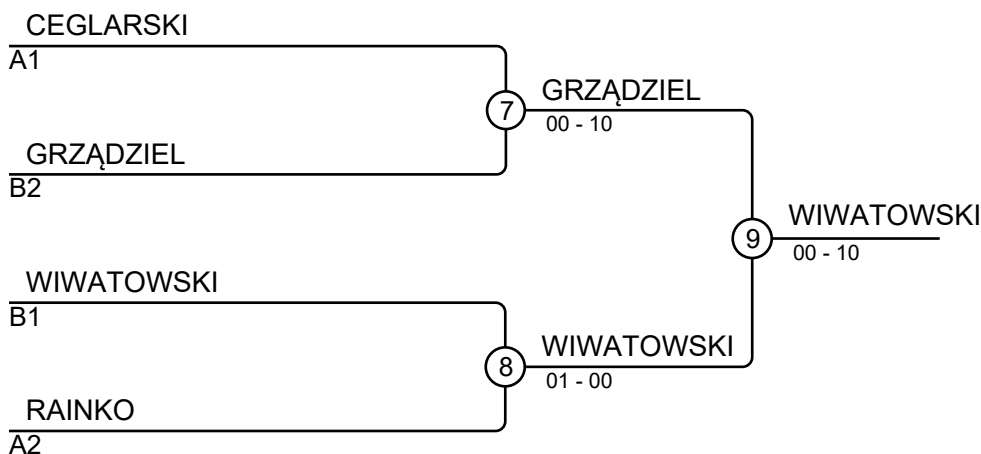 CEGLARSKI
A1
7
GRZĄDZIEL
00 - 10
GRZĄDZIEL
B2
9
WIWATOWSKI
00 - 10
WIWATOWSKI
B1
8
WIWATOWSKI
01 - 00
RAINKO
A2